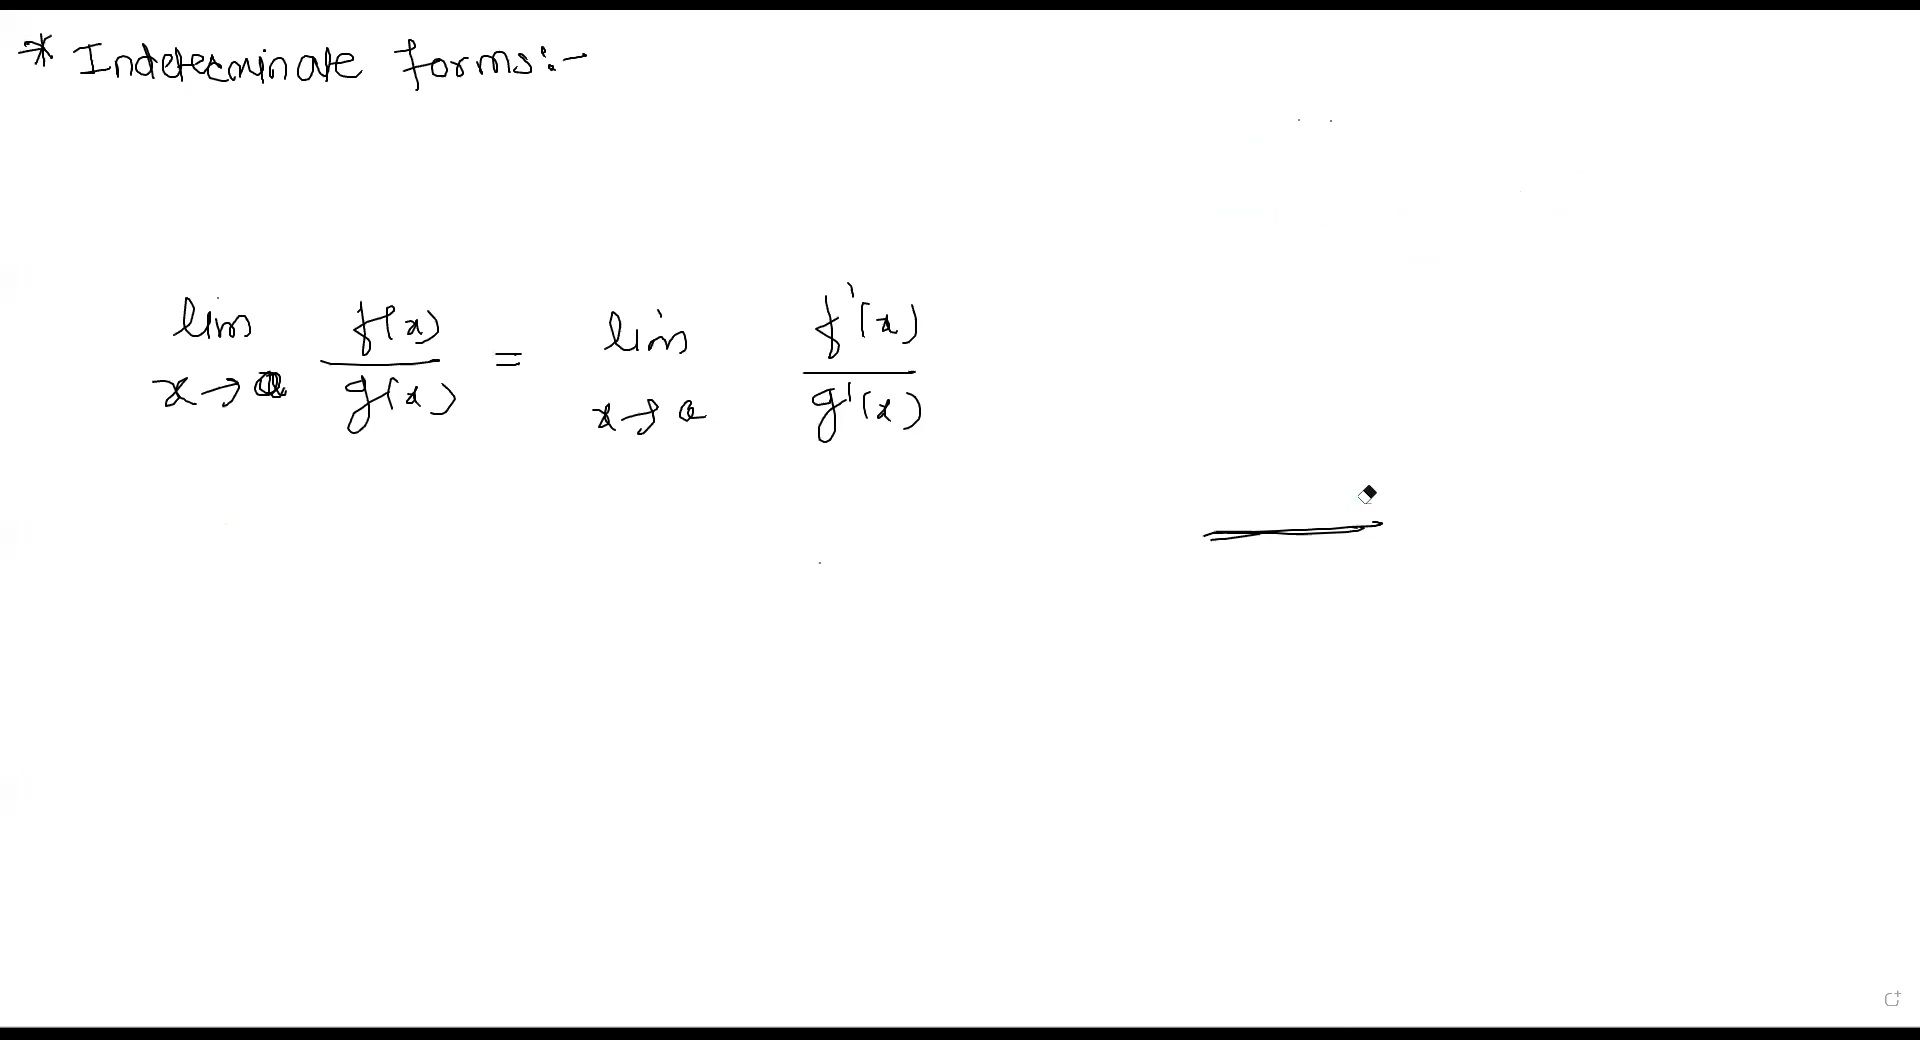 * Indeterminate forms:-
lim x→a f(x)/g(x) = lim x→a f'(x)/g'(x)